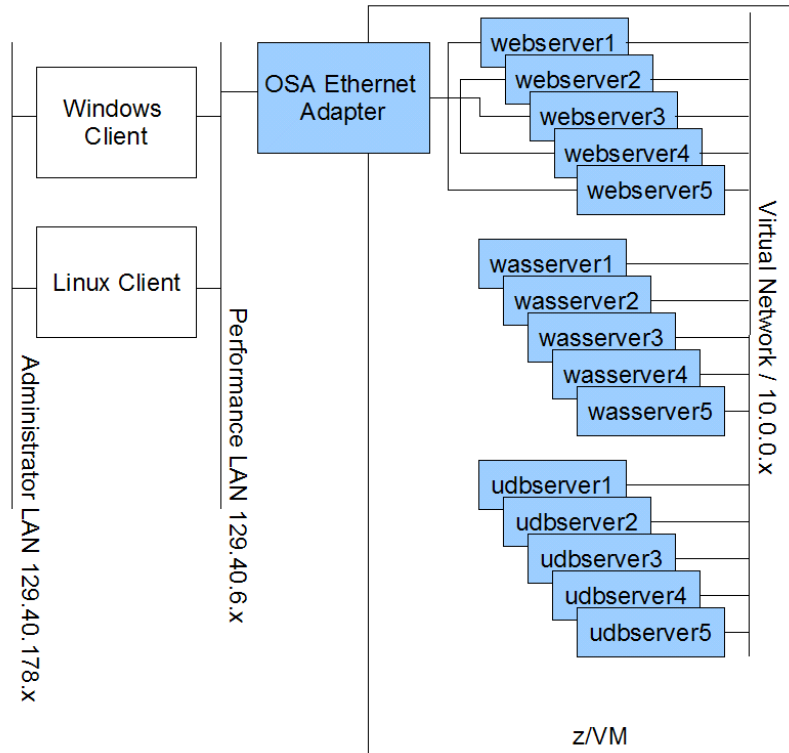 Windows
Client
Linux Client
Administrator LAN 129.40.178.x
Performance LAN 129.40.6.x
OSA Ethernet
Adapter
webserver1
webserver2
webserver3
webserver4
webserver5
wasserver1
wasserver2
wasserver3
wasserver4
wasserver5
udbserver1
udbserver2
udbserver3
udbserver4
udbserver5
Virtual Network / 10.0.0.x
z/VM